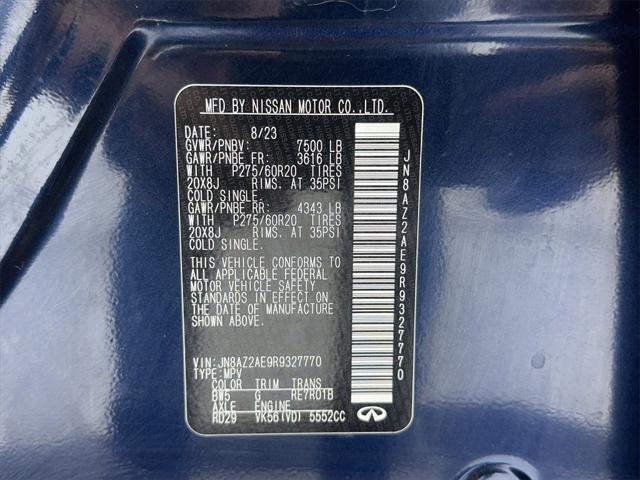 MFD BY NISSAN MOTOR CO.,LTD.
DATE: 8/23
GVWR/PNBV: 7500 LB
GAWR/PNBE FR: 3616 LB
WITH P275/60R20 TIRES
20X8J RIMS. AT 35PSI
COLD SINGLE.
GAWR/PNBE RR: 4343 LB
WITH P275/60R20 TIRES
20X8J RIMS. AT 35PSI
COLD SINGLE.
THIS VEHICLE CONFORMS TO
ALL APPLICABLE FEDERAL
MOTOR VEHICLE SAFETY
STANDARDS IN EFFECT ON
THE DATE OF MANUFACTURE
SHOWN ABOVE.
VIN: JN8AZ2AE9R9327770
TYPE: MPV
COLOR TRIM TRANS
BW5 G RE7R01B
AXLE ENGINE
RD29 VK56(VD) 5552CC
JN8AZ2AE9R9327770